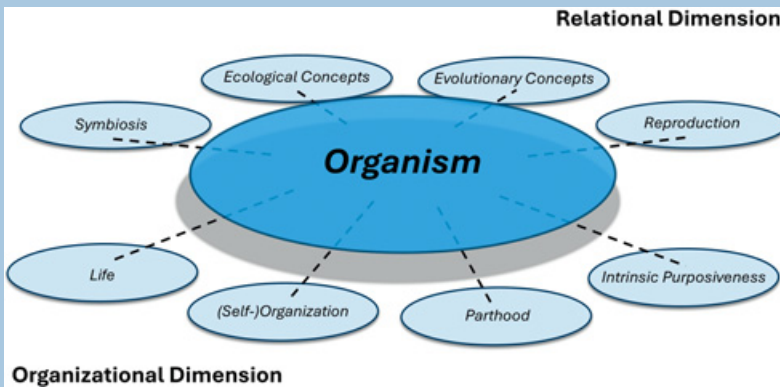 Relational Dimension
Ecological Concepts
Evolutionary Concepts
Symbiosis
Reproduction
Organism
Life
Intrinsic Purposiveness
(Self-)Organization
Parthood
Organizational Dimension